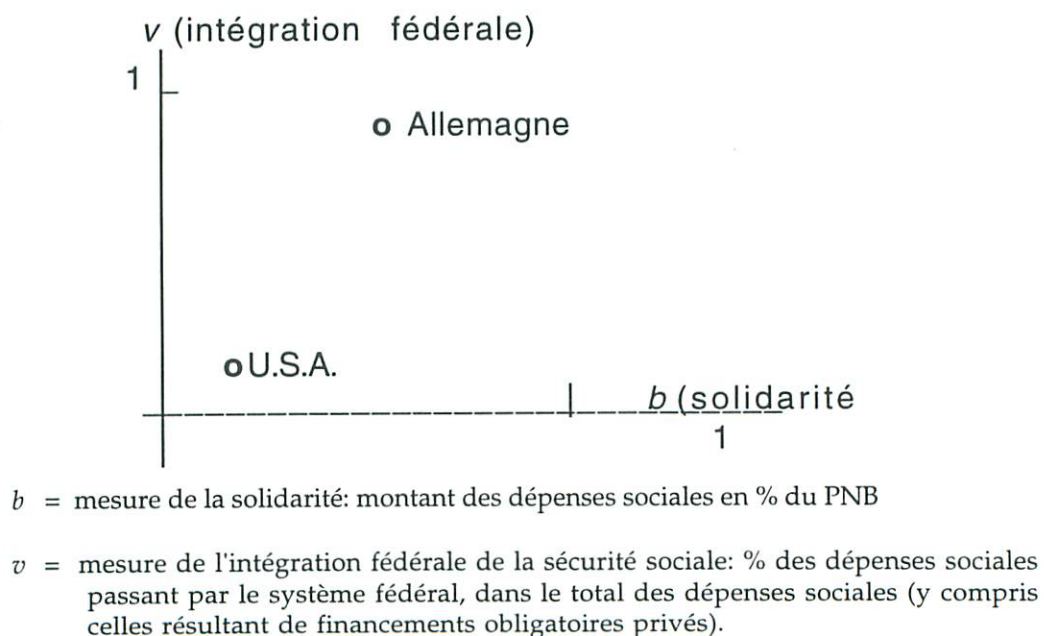 v (intégration fédérale)
1
o Allemagne
o U.S.A.
b (solidarité
1
b = mesure de la solidarité: montant des dépenses sociales en % du PNB
v = mesure de l'intégration fédérale de la sécurité sociale: % des dépenses sociales
passant par le système fédéral, dans le total des dépenses sociales (y compris
celles résultant de financements obligatoires privés).